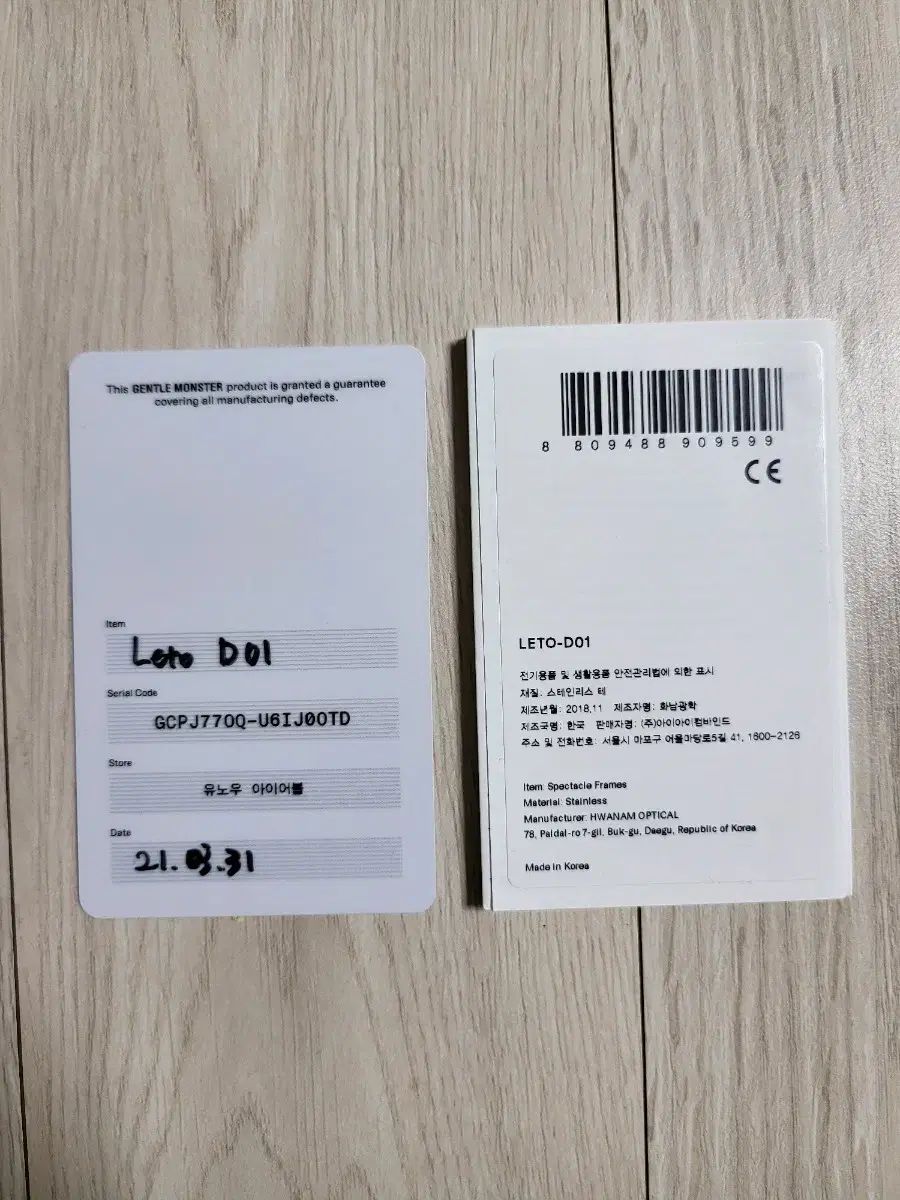 This GENTLE MONSTER product is granted a guarantee
covering all manufacturing defects.
Item
Leto D01
Serial Code
GCPJ77OQ-U6IJ0OTD
Store
유노우 아이어볼
Date
21.03.31
8 809488 909599
CE
LETO-D01
전기용품 및 생활용품 안전관리법에 의한 표시
재질: 스테인리스 테
제조년월: 2018.11 제조자명: 화남광학
제조국명: 한국 판매자명: (주)아이아이컴바인드
주소 및 전화번호: 서울시 마포구 어울마당로5길 41, 1600-2126
Item: Spectacle Frames
Material: Stainless
Manufacturer: HWANAM OPTICAL
78, Paldal-ro 7-gil, Buk-gu, Daegu, Republic of Korea
Made in Korea